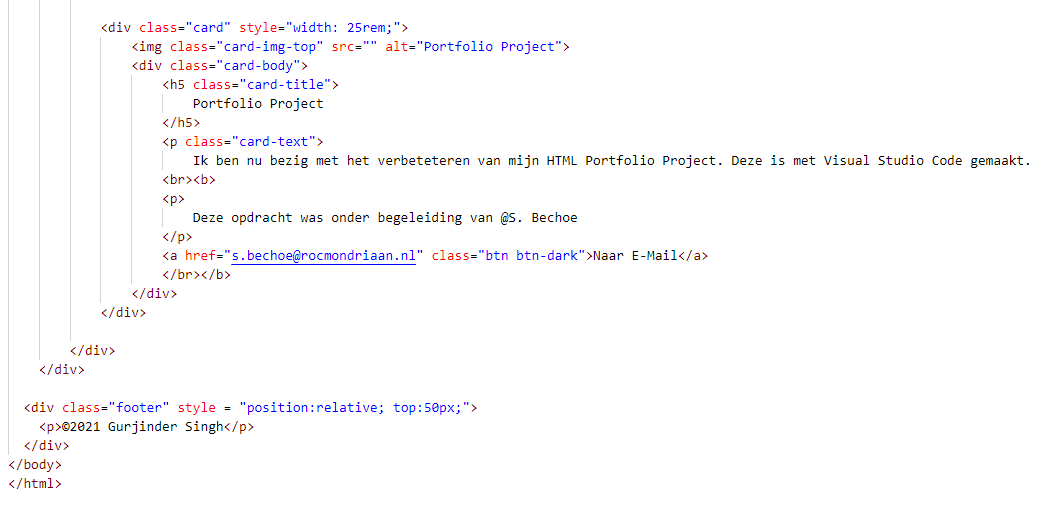 <div class="card" style="width: 25rem;">
<img class="card-img-top" src="" alt="Portfolio Project">
<div class="card-body">
<h5 class="card-title">
Portfolio Project
</h5>
<p class="card-text">
Ik ben nu bezig met het verbeteteren van mijn HTML Portfolio Project. Deze is met Visual Studio Code gemaakt.
<br><b>
<p>
Deze opdracht was onder begeleiding van @S. Bechoe
</p>
<a href="s.bechoe@rocmondriaan.nl" class="btn btn-dark">Naar E-Mail</a>
</br></b>
</div>
</div>
</div>
</div>
<div class="footer" style = "position:relative; top:50px;">
<p>©2021 Gurjinder Singh</p>
</div>
</body>
</html>